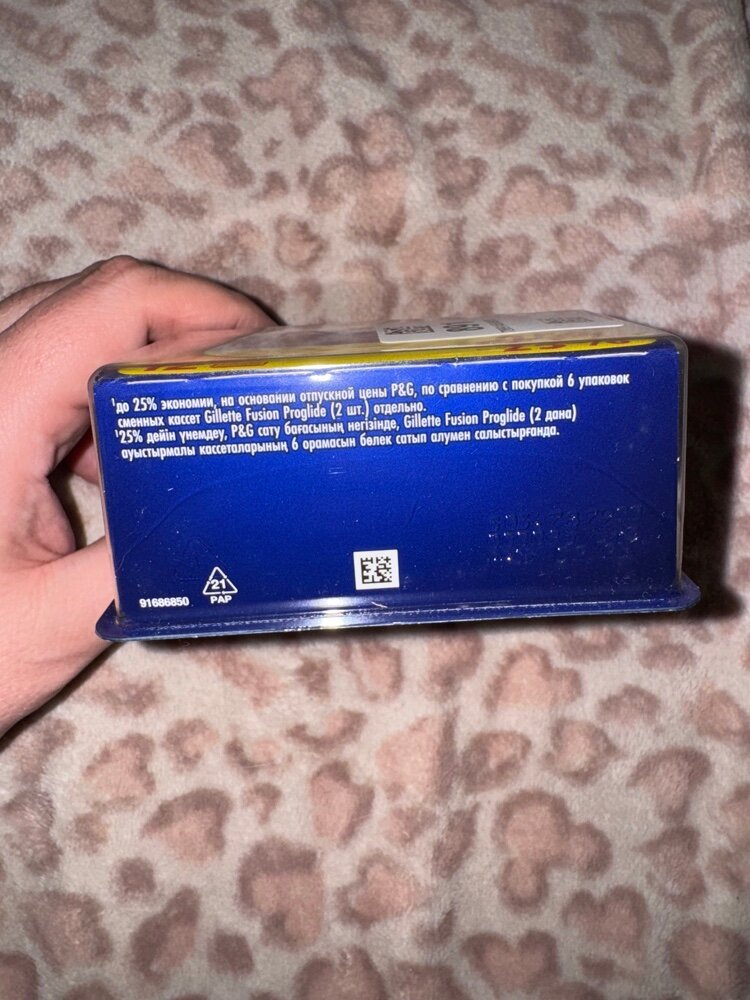 ¹до 25% экономии, на основании отпускной цены P&G, по сравнению с покупкой 6 упаковок
сменных кассет Gillette Fusion Proglide (2 шт.) отдельно.
¹25% дейін үнемдеу, P&G сату бағасының негізінде, Gillette Fusion Proglide (2 дана)
ауыстырмалы кассеталарының 6 орамасын бөлек сатып алумен салыстырғанда.
91686850
21
PAP